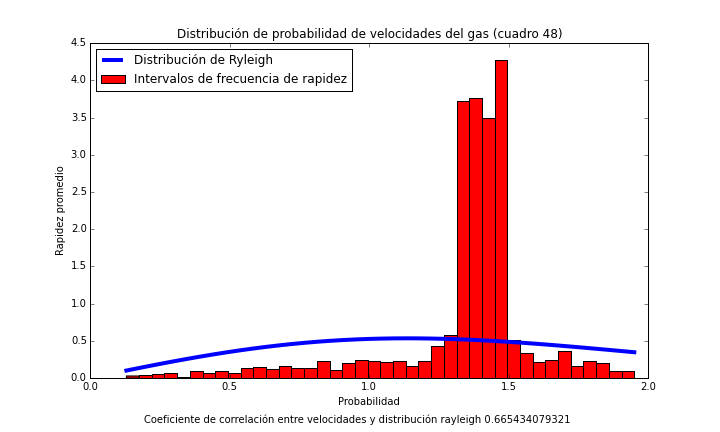 Distribución de probabilidad de velocidades del gas (cuadro 48)
4.5
4.0
3.5
3.0
2.5
2.0
1.5
1.0
0.5
0.0
Rapidez promedio
Distribución de Ryleigh
Intervalos de frecuencia de rapidez
0.0 0.5 1.0 1.5 2.0
Probabilidad
Coeficiente de correlación entre velocidades y distribución rayleigh 0.665434079321